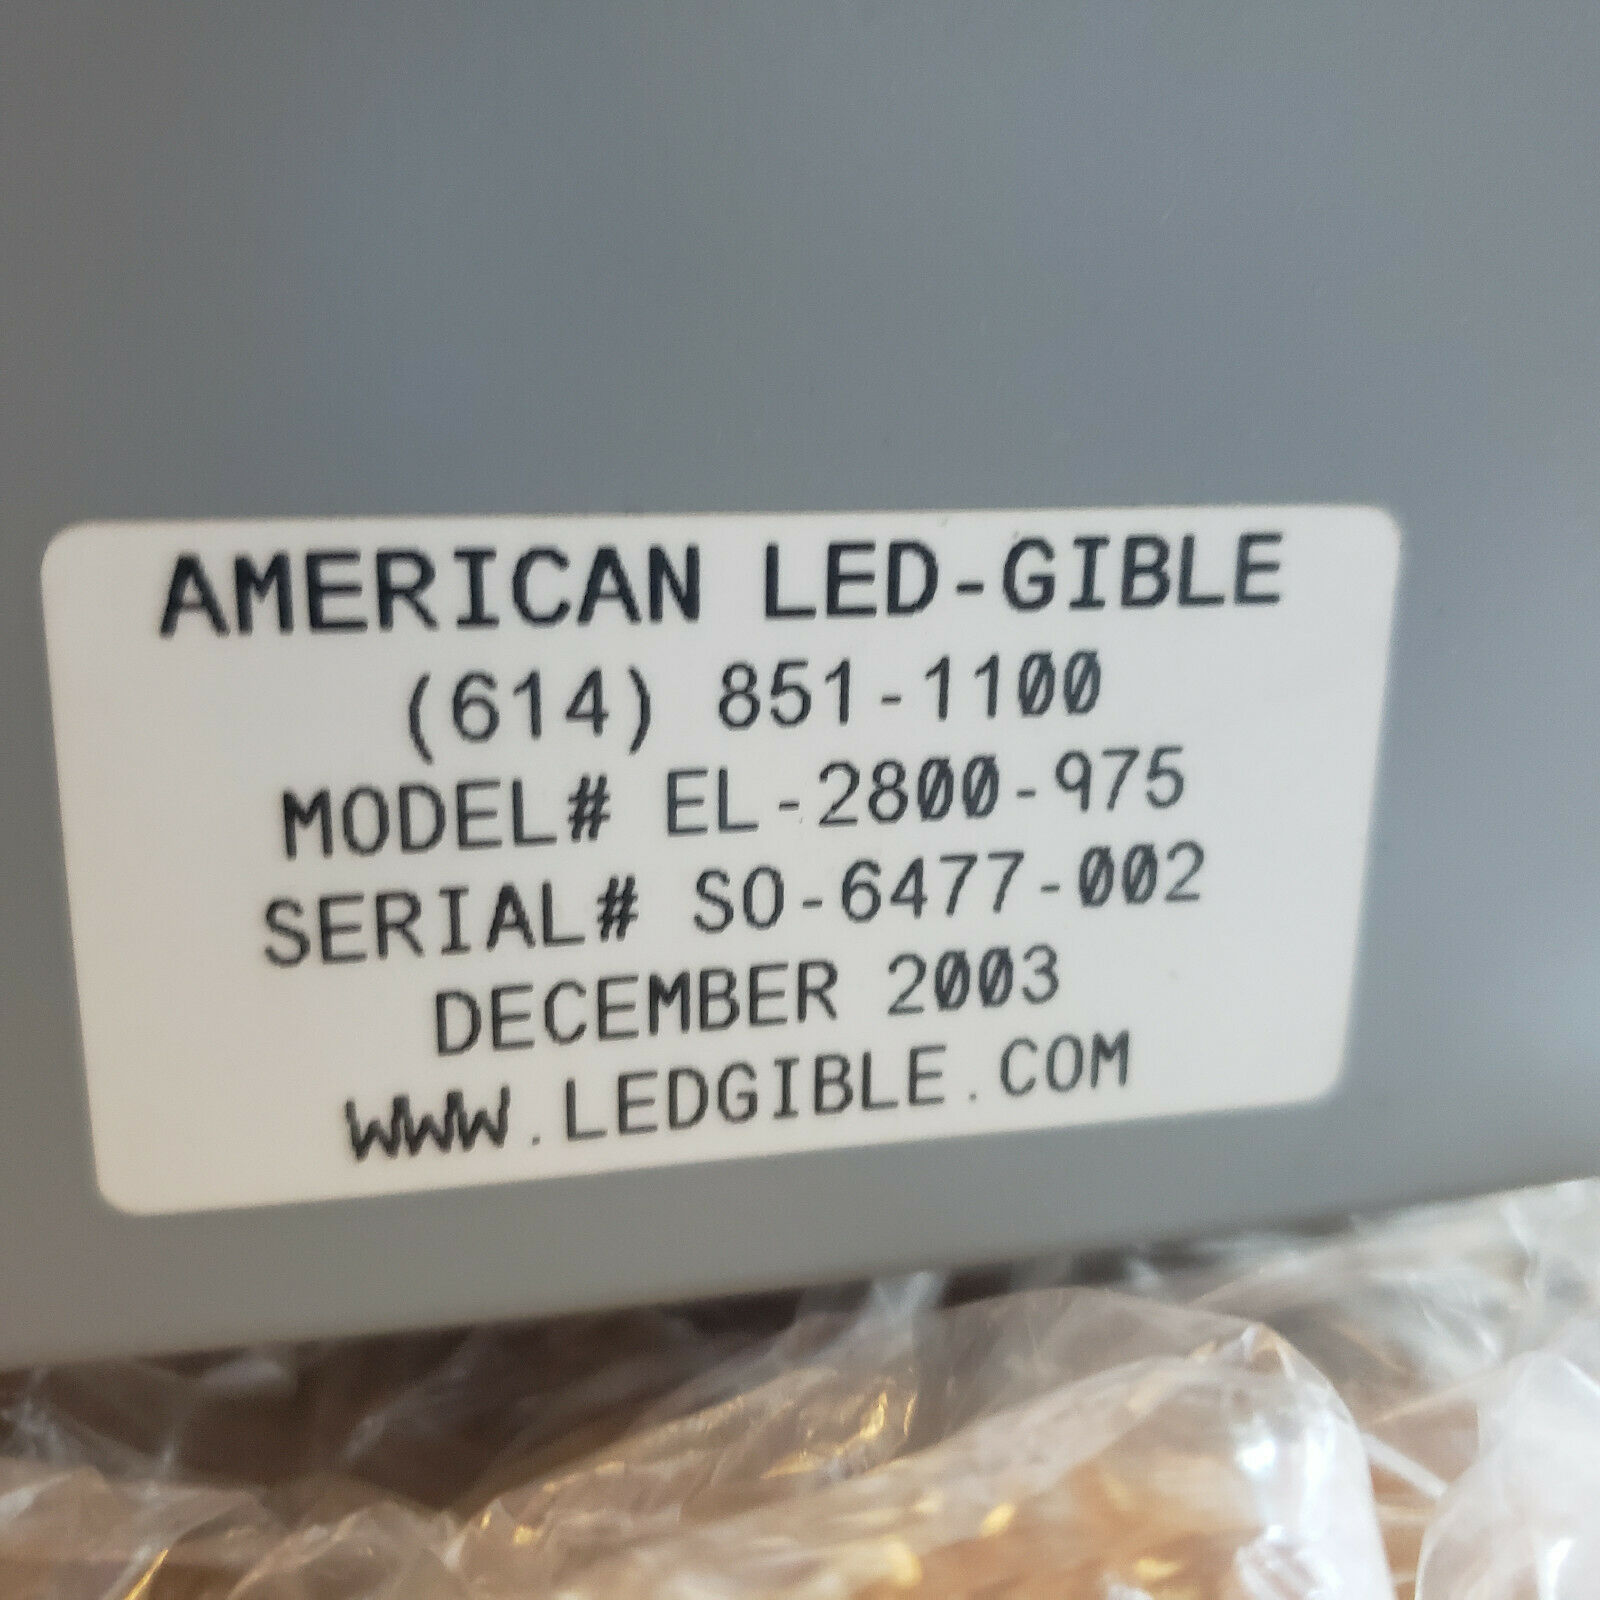 AMERICAN LED-GIBLE
(614) 851-1100
MODEL# EL-2800-975
SERIAL# SO-6477-002
DECEMBER 2003
WWW.LEDGIBLE.COM